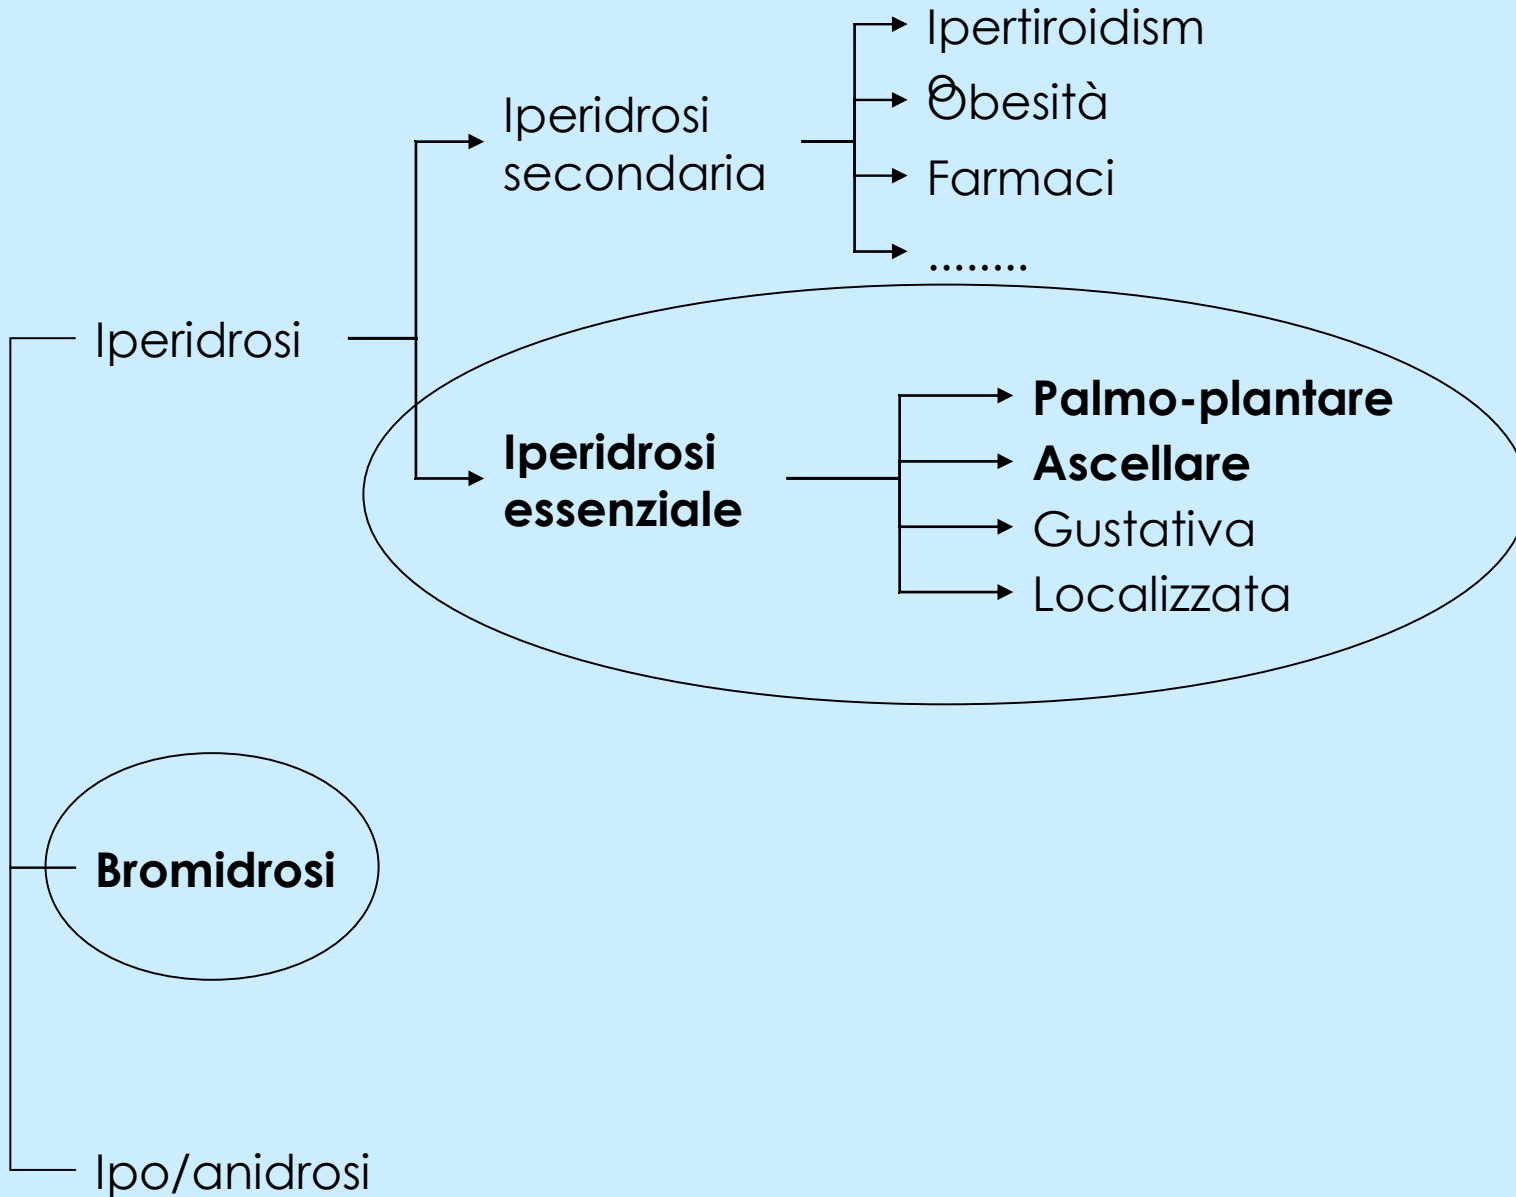 Ipertiroidism
o
Obesità
Iperidrosi
secondaria
Farmaci
........
Iperidrosi
Palmo-plantare
Iperidrosi
essenziale
Ascellare
Gustativa
Localizzata
Bromidrosi
Ipo/anidrosi